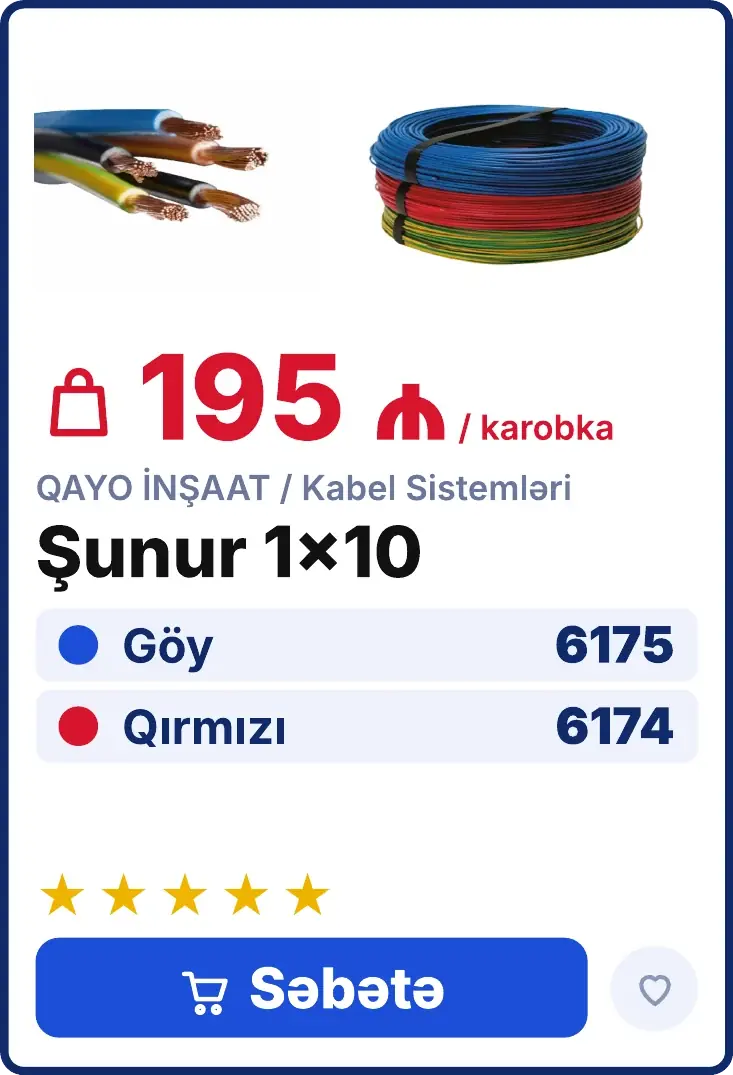 195 ₼ / karobka
QAYO İNŞAAT / Kabel Sistemləri
Şunur 1×10
Göy 6175
Qırmızı 6174
Səbətə